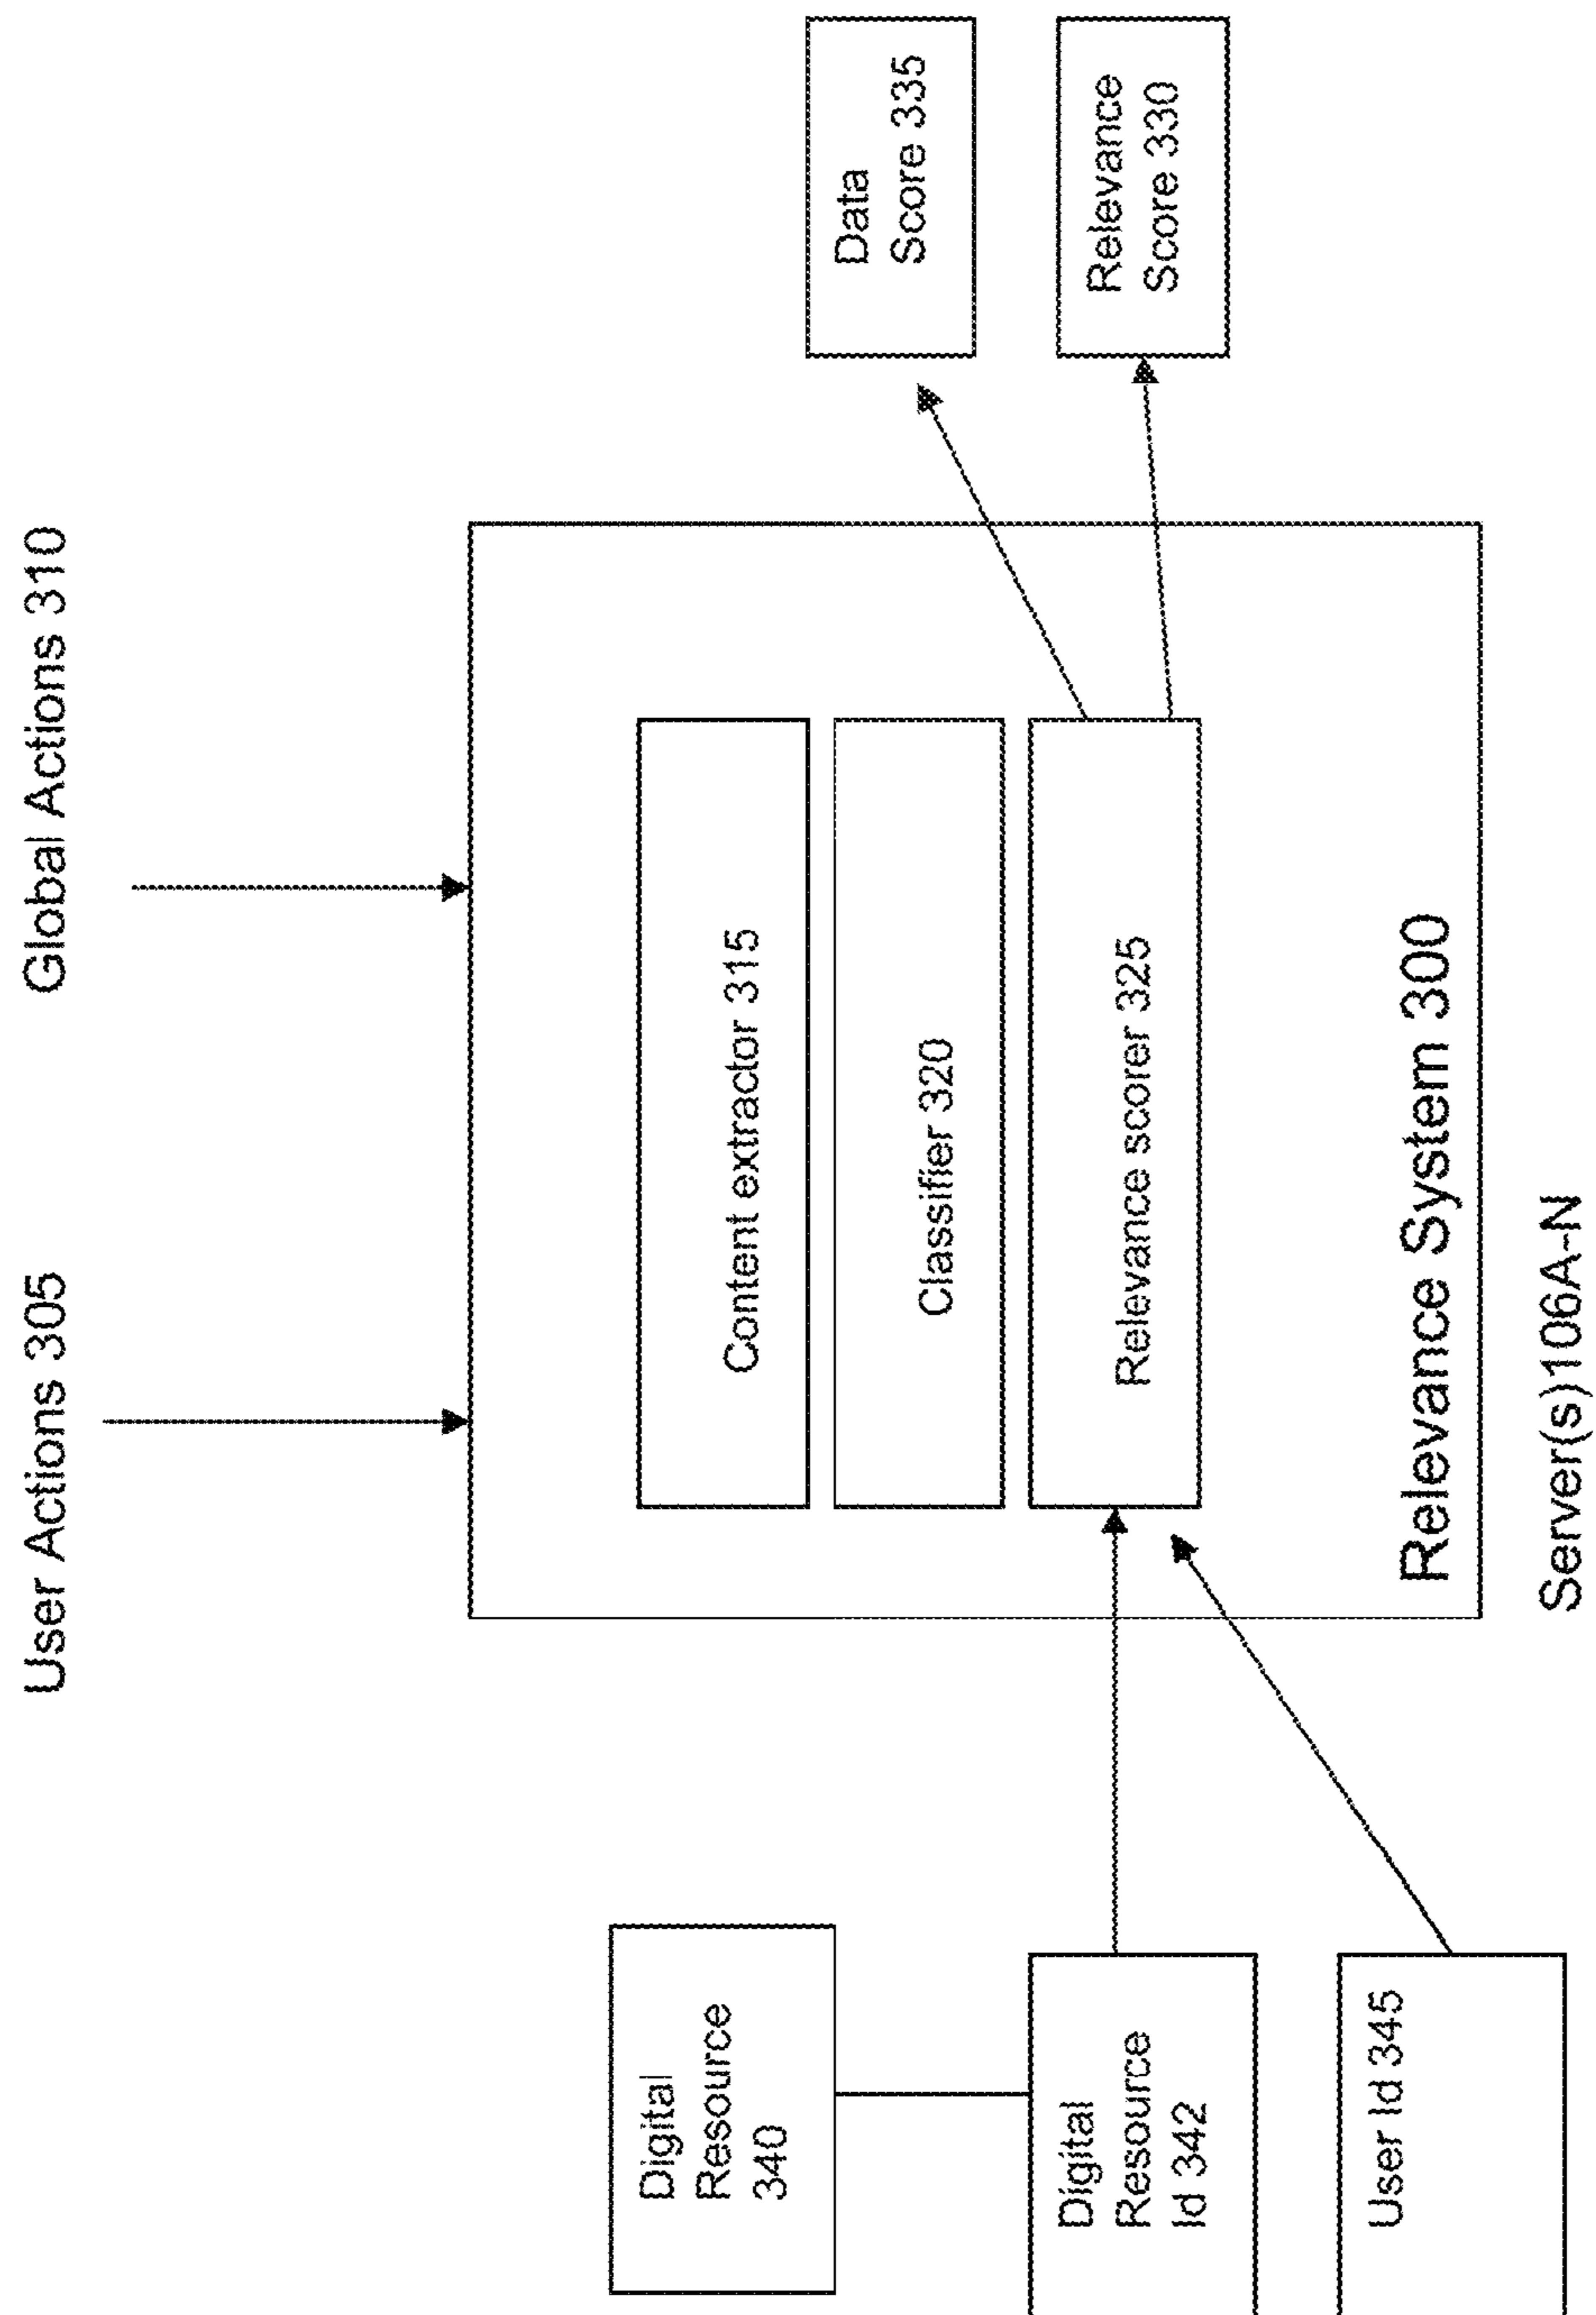 User Actions 305
Global Actions 310
Digital
Resource
340
Digital
Resource
Id 342
User Id 345
Content extractor 315
Classifier 320
Relevance scorer 325
Relevance System 300
Server(s)106A-N
Data
Score 335
Relevance
Score 330